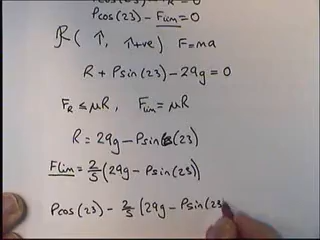 Pcos(23) - Flim = 0
R( ↑, ↑+ve) F=ma
R + Psin(23) - 29g = 0
F_R ≤ μR, Flim = μR
R = 29g - Psin(23)
Flim = 2/5 (29g - Psin(23))
Pcos(23) - 2/5 (29g - Psin(23